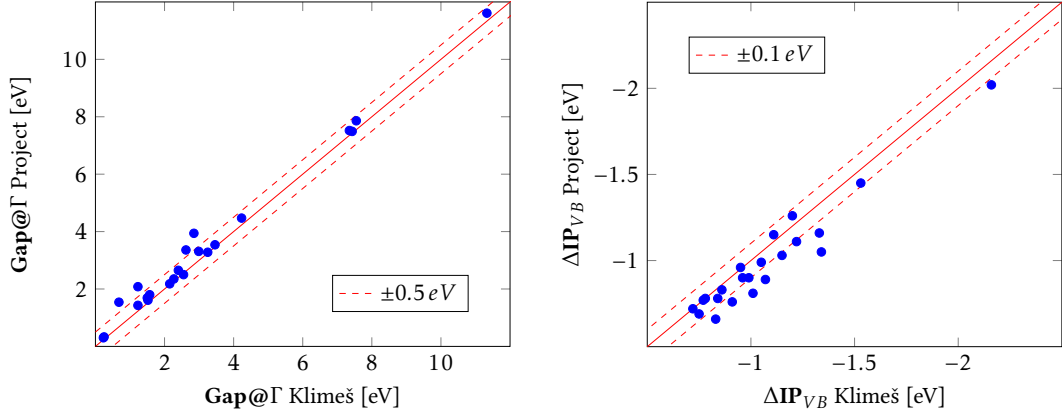 10
8
6
4
2
2
4
6
8
10
Gap@Γ Project [eV]
Gap@Γ Klimeš [eV]
±0.5 eV
−2
−1.5
−1
−1
−1.5
−2
ΔIP_VB Project [eV]
ΔIP_VB Klimeš [eV]
±0.1 eV